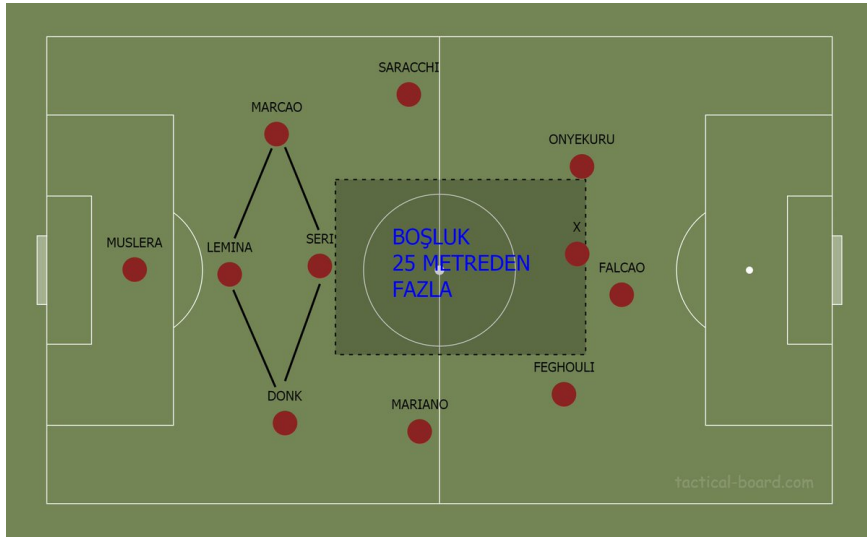 SARACCHI
MARCAO
ONYEKURU
X
SERI
BOŞLUK
25 METREDEN
FAZLA
MUSLERA
LEMINA
FALCAO
FEGHOULI
DONK
MARIANO
tactical-board.com